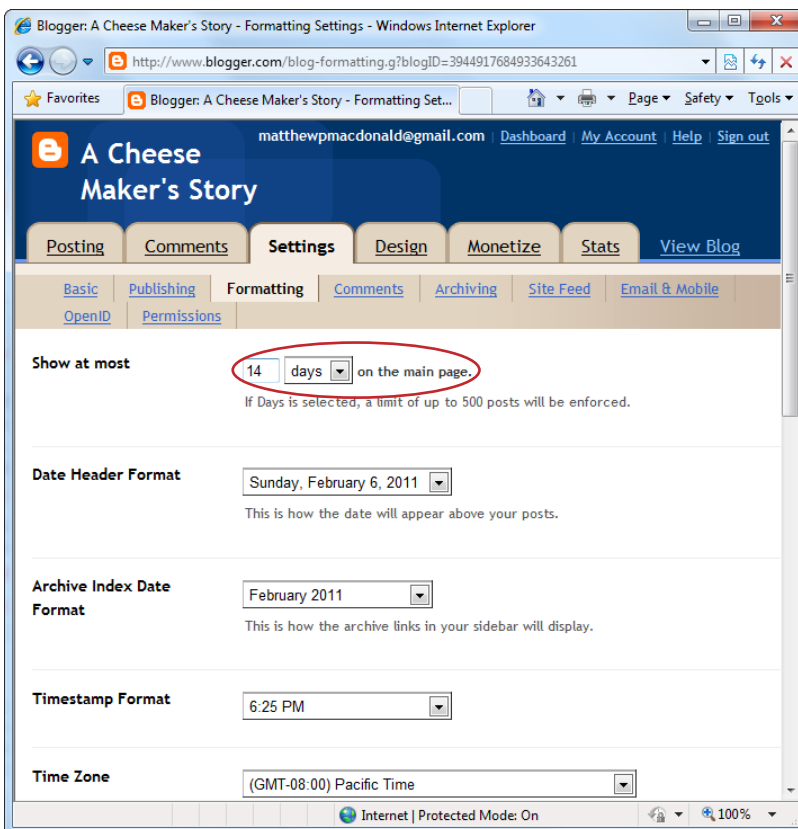 Blogger: A Cheese Maker's Story - Formatting Settings - Windows Internet Explorer
http://www.blogger.com/blog-formatting.g?blogID=3944917684933643261
Favorites Blogger: A Cheese Maker's Story - Formatting Set... Page Safety Tools
matthewpmacdonald@gmail.com | Dashboard | My Account | Help | Sign out
A Cheese
Maker's Story
Posting Comments Settings Design Monetize Stats View Blog
Basic Publishing Formatting Comments Archiving Site Feed Email & Mobile
OpenID Permissions
Show at most 14 days on the main page.
If Days is selected, a limit of up to 500 posts will be enforced.
Date Header Format Sunday, February 6, 2011
This is how the date will appear above your posts.
Archive Index Date
Format February 2011
This is how the archive links in your sidebar will display.
Timestamp Format 6:25 PM
Time Zone (GMT-08:00) Pacific Time
Internet | Protected Mode: On 100%